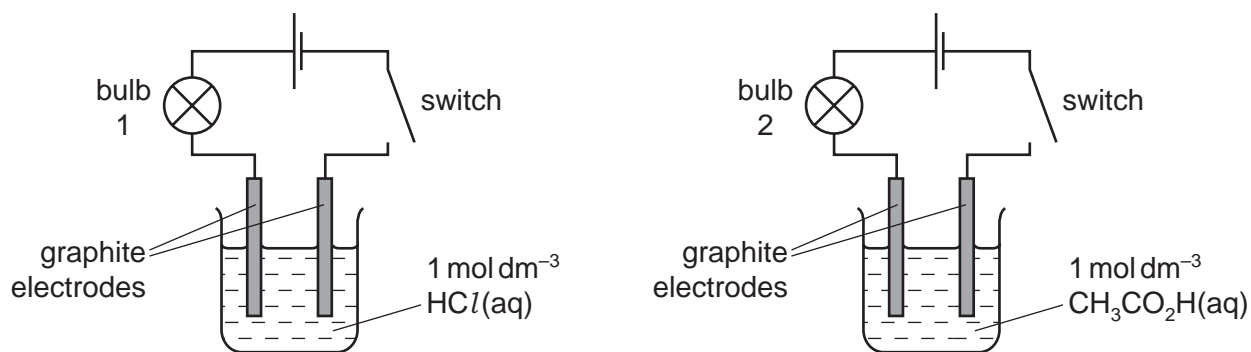 bulb
1
switch
graphite
electrodes
1 mol dm⁻³
HCl(aq)
bulb
2
switch
graphite
electrodes
1 mol dm⁻³
CH₃CO₂H(aq)